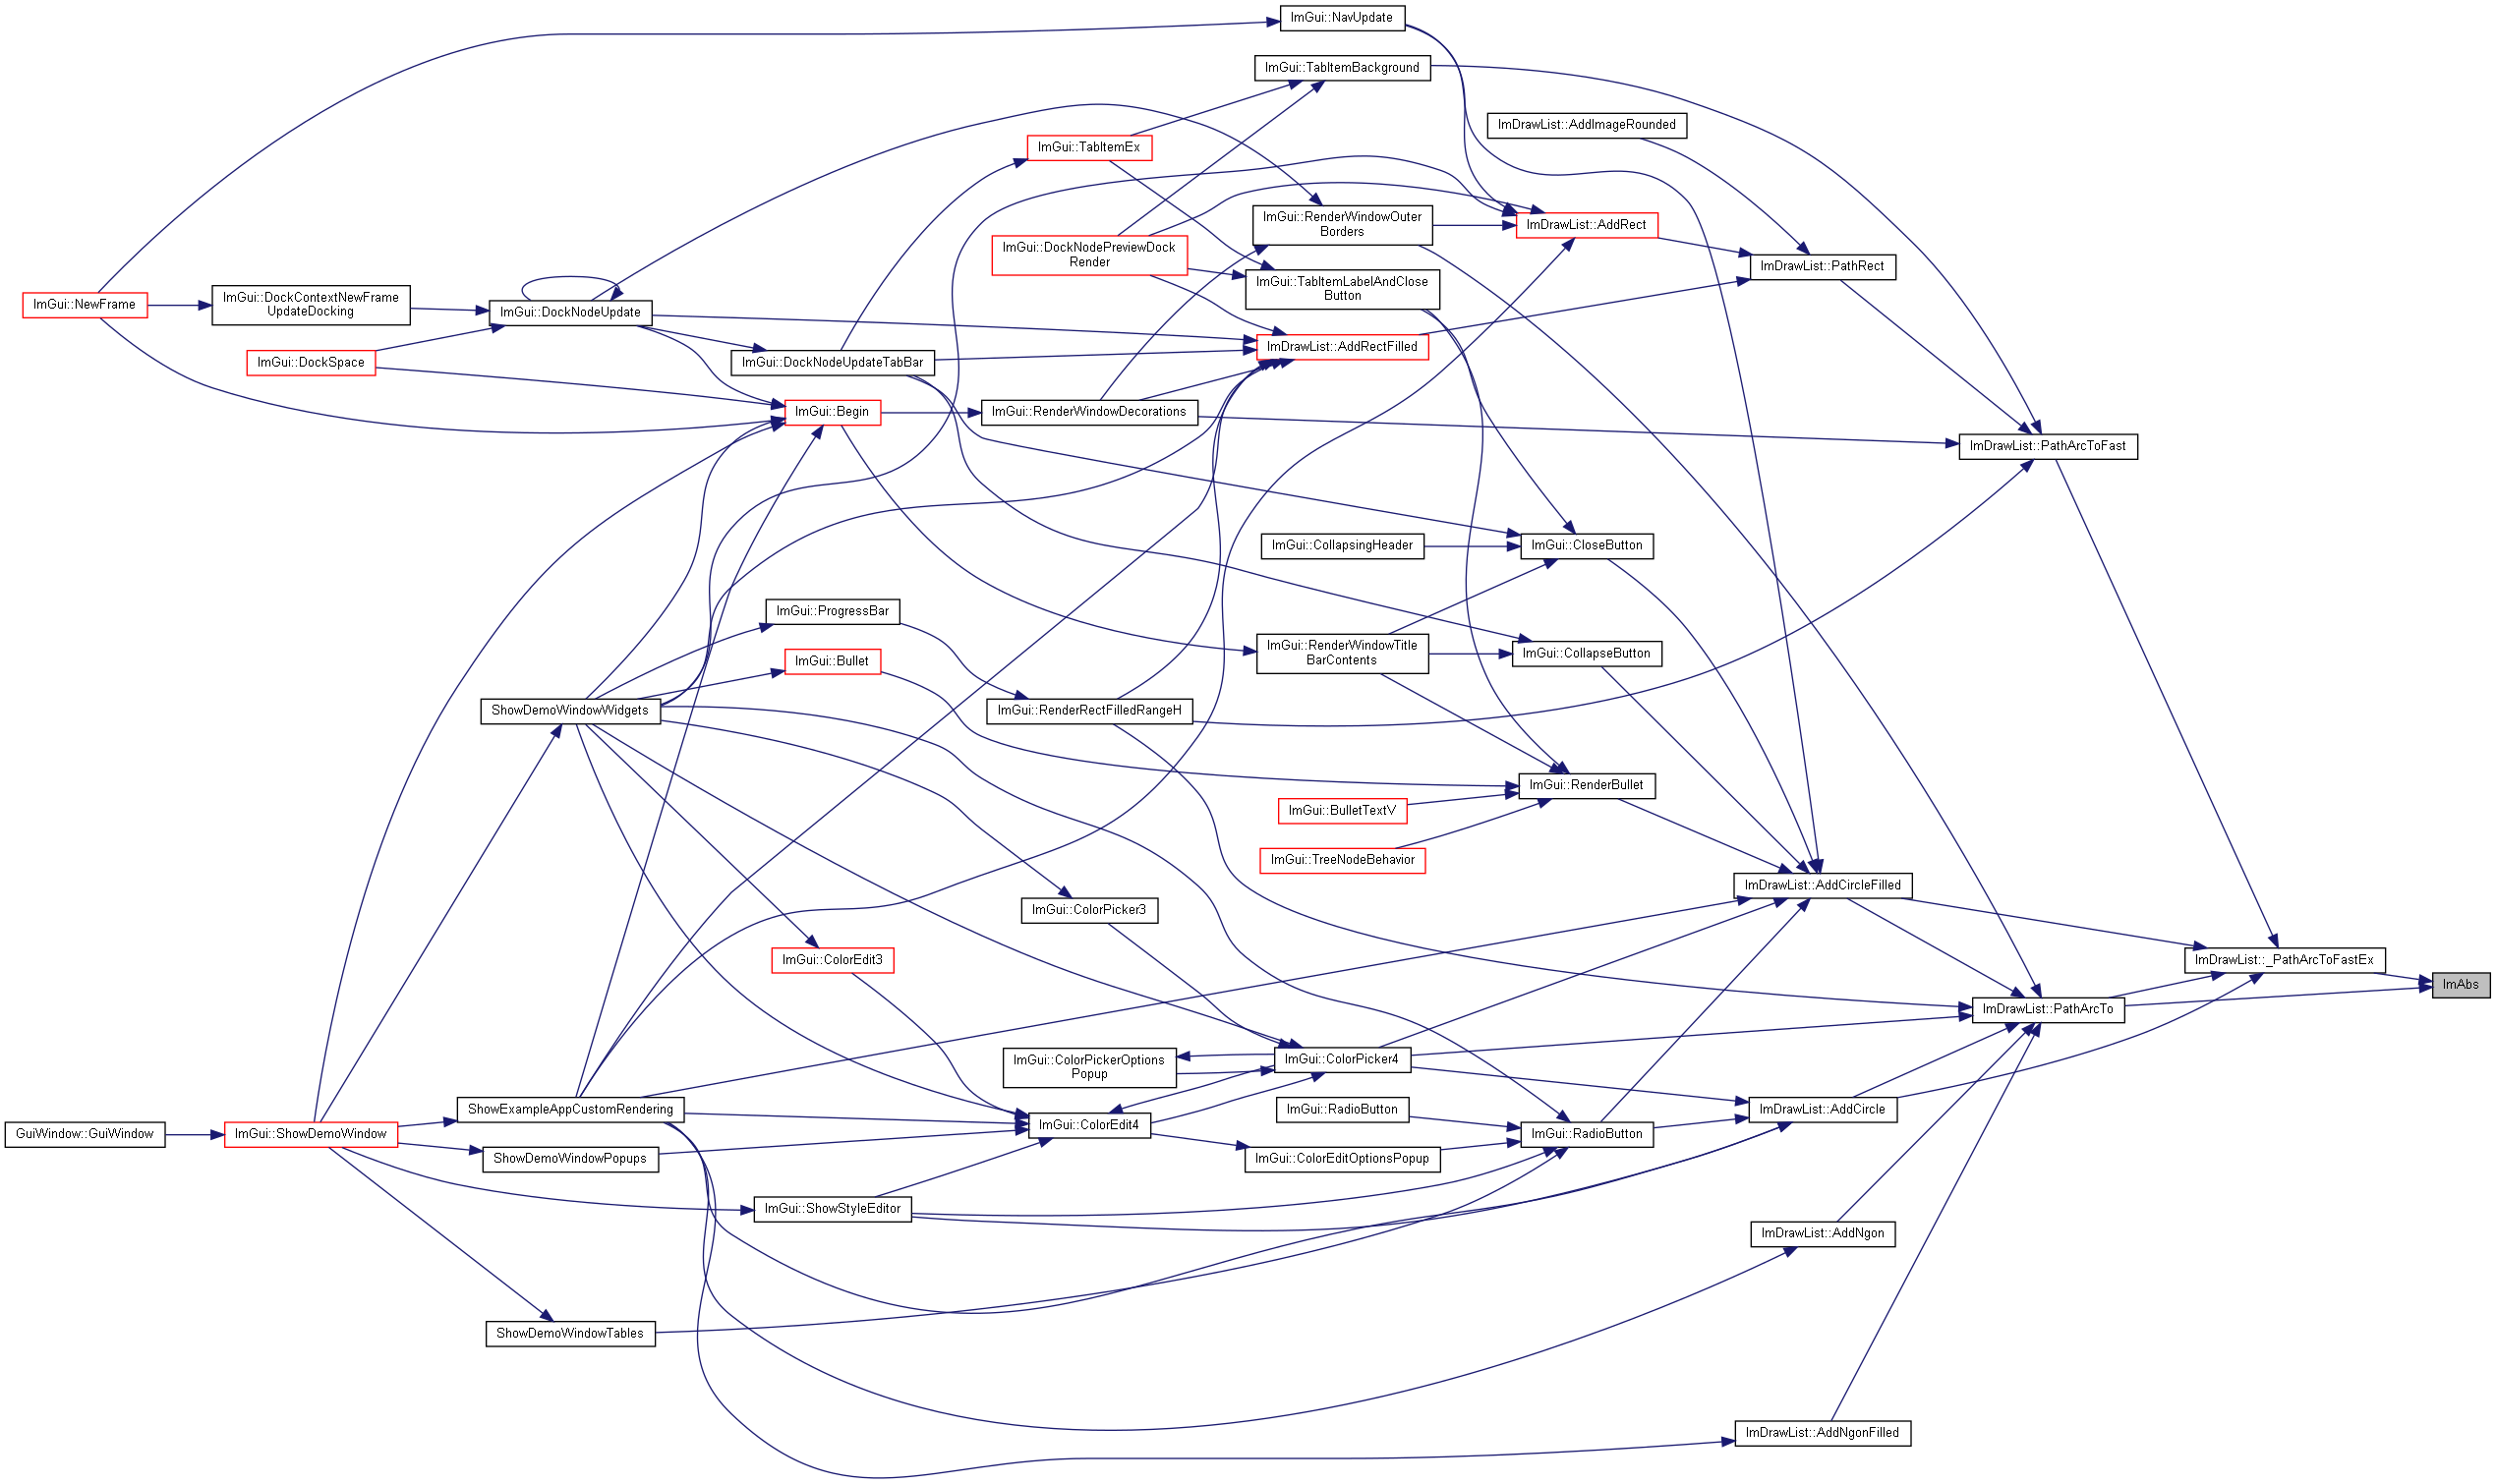 ImGui::NavUpdate
ImGui::TabItemBackground
ImDrawList::AddImageRounded
ImGui::TabItemEx
ImGui::RenderWindowOuter
Borders
ImDrawList::AddRect
ImGui::DockNodePreviewDock
Render
ImDrawList::PathRect
ImGui::TabItemLabelAndClose
Button
ImGui::NewFrame
ImGui::DockContextNewFrame
UpdateDocking
ImGui::DockNodeUpdate
ImDrawList::AddRectFilled
ImGui::DockSpace
ImGui::DockNodeUpdateTabBar
ImGui::Begin
ImGui::RenderWindowDecorations
ImDrawList::PathArcToFast
ImGui::CollapsingHeader
ImGui::CloseButton
ImGui::ProgressBar
ImGui::RenderWindowTitle
BarContents
ImGui::CollapseButton
ImGui::Bullet
ShowDemoWindowWidgets
ImGui::RenderRectFilledRangeH
ImGui::RenderBullet
ImGui::BulletTextV
ImGui::TreeNodeBehavior
ImDrawList::AddCircleFilled
ImGui::ColorPicker3
ImGui::ColorEdit3
ImDrawList::_PathArcToFastEx
ImAbs
ImDrawList::PathArcTo
ImGui::ColorPickerOptions
Popup
ImGui::ColorPicker4
ShowExampleAppCustomRendering
ImGui::RadioButton
ImDrawList::AddCircle
ImGui::ColorEdit4
GuiWindow::GuiWindow
ImGui::ShowDemoWindow
ImGui::RadioButton
ShowDemoWindowPopups
ImGui::ColorEditOptionsPopup
ImGui::ShowStyleEditor
ImDrawList::AddNgon
ShowDemoWindowTables
ImDrawList::AddNgonFilled